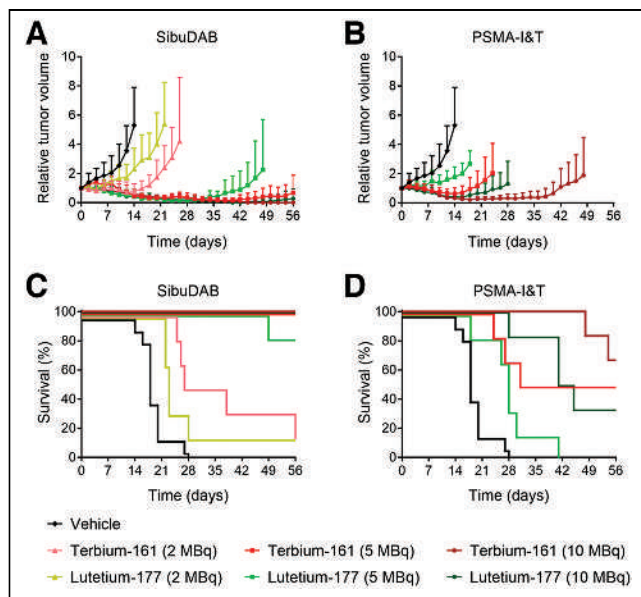 A
SibuDAB
Relative tumor volume
10
8
6
4
2
0
0 7 14 21 28 35 42 49 56
Time (days)
B
PSMA-I&T
Relative tumor volume
10
8
6
4
2
0
0 7 14 21 28 35 42 49 56
Time (days)
C
SibuDAB
Survival (%)
100
80
60
40
20
0
0 7 14 21 28 35 42 49 56
Time (days)
D
PSMA-I&T
Survival (%)
100
80
60
40
20
0
0 7 14 21 28 35 42 49 56
Time (days)
Vehicle
Terbium-161 (2 MBq) Terbium-161 (5 MBq) Terbium-161 (10 MBq)
Lutetium-177 (2 MBq) Lutetium-177 (5 MBq) Lutetium-177 (10 MBq)